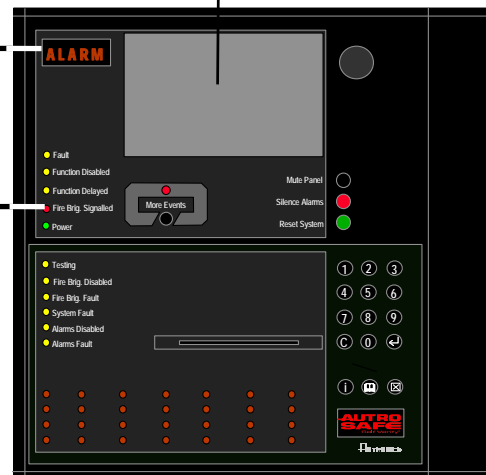 ALARM
Fault
Function Disabled
Function Delayed
Fire Brig. Signalled
Power
More Events
Mute Panel
Silence Alarms
Reset System
Testing
Fire Brig. Disabled
Fire Brig. Fault
System Fault
Alarms Disabled
Alarms Fault
1 2 3
4 5 6
7 8 9
C 0
i
AUTRO
SAFE